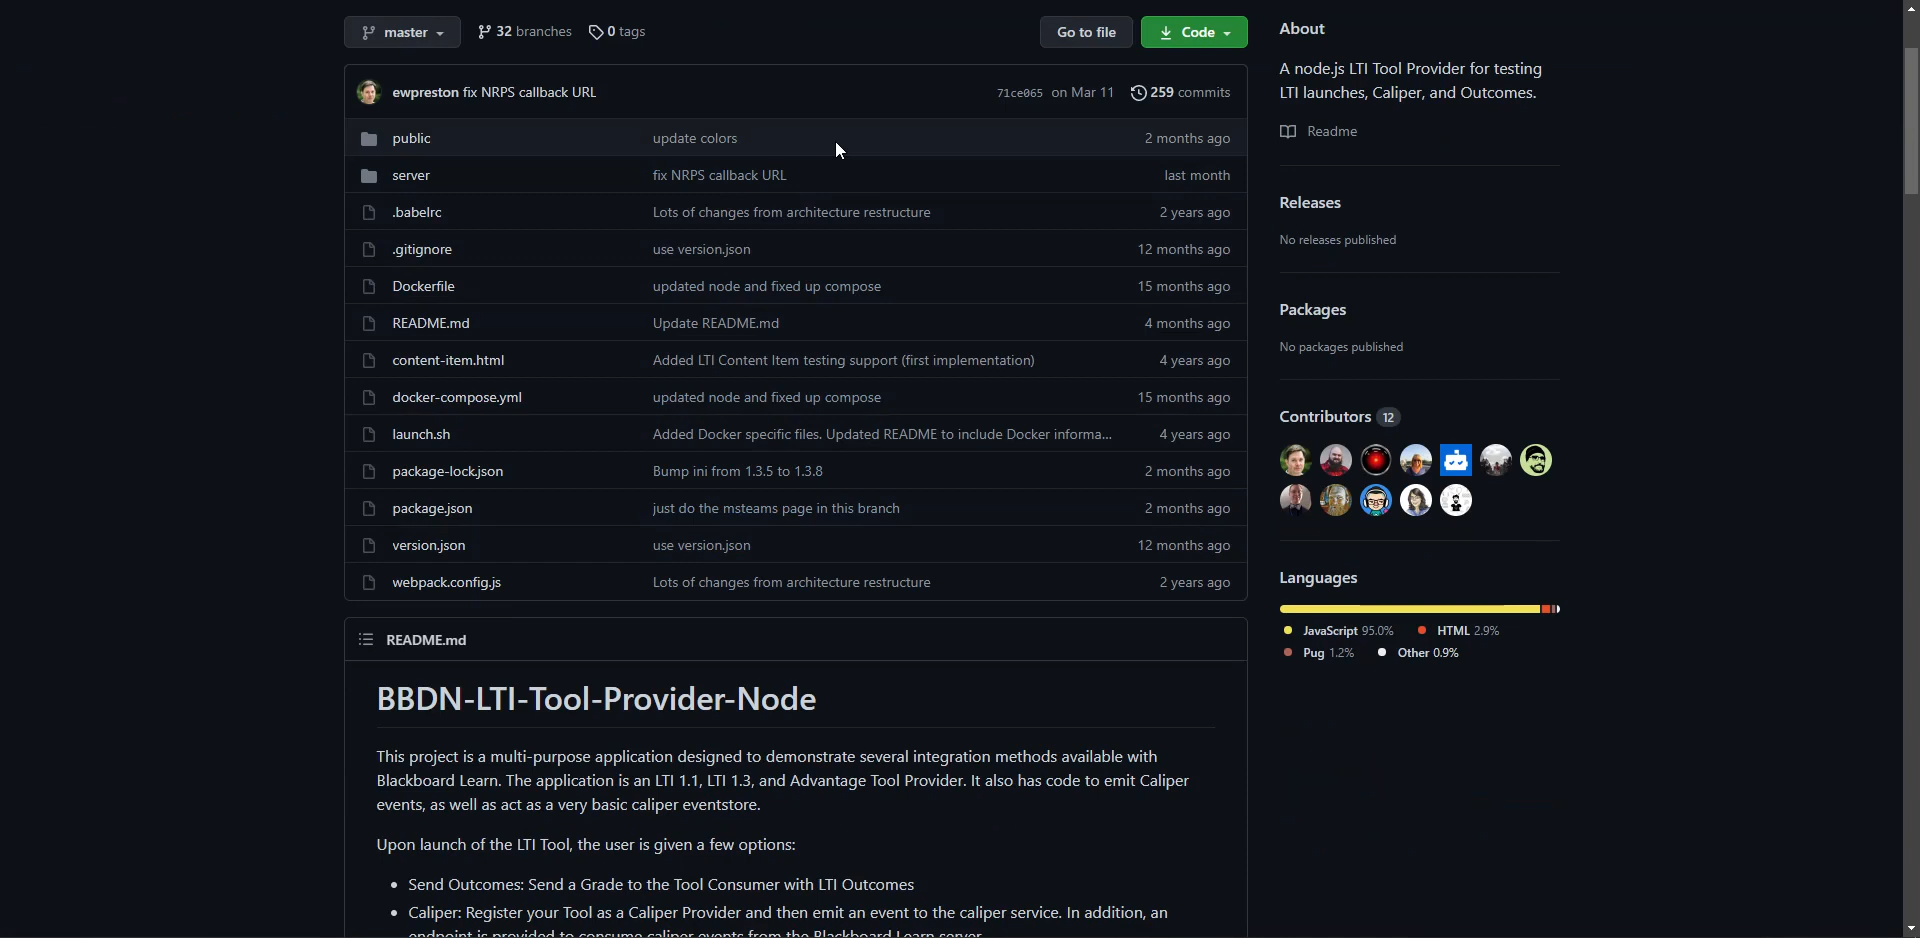 master 32 branches 0 tags Go to file Code
ewpreston fix NRPS callback URL 71ce065 on Mar 11 259 commits
public update colors 2 months ago
server fix NRPS callback URL last month
.babelrc Lots of changes from architecture restructure 2 years ago
.gitignore use version.json 12 months ago
Dockerfile updated node and fixed up compose 15 months ago
README.md Update README.md 4 months ago
content-item.html Added LTI Content Item testing support (first implementation) 4 years ago
docker-compose.yml updated node and fixed up compose 15 months ago
launch.sh Added Docker specific files. Updated README to include Docker informa... 4 years ago
package-lock.json Bump ini from 1.3.5 to 1.3.8 2 months ago
package.json just do the msteams page in this branch 2 months ago
version.json use version.json 12 months ago
webpack.config.js Lots of changes from architecture restructure 2 years ago
README.md
BBDN-LTI-Tool-Provider-Node
This project is a multi-purpose application designed to demonstrate several integration methods available with
Blackboard Learn. The application is an LTI 1.1, LTI 1.3, and Advantage Tool Provider. It also has code to emit Caliper
events, as well as act as a very basic caliper eventstore.
Upon launch of the LTI Tool, the user is given a few options:
Send Outcomes: Send a Grade to the Tool Consumer with LTI Outcomes
Caliper: Register your Tool as a Caliper Provider and then emit an event to the caliper service. In addition, an
endpoint is provided to consume caliper events from the Blackboard Learn server.
About
A node.js LTI Tool Provider for testing
LTI launches, Caliper, and Outcomes.
Readme
Releases
No releases published
Packages
No packages published
Contributors 12
Languages
JavaScript 95.0% HTML 2.9%
Pug 1.2% Other 0.9%